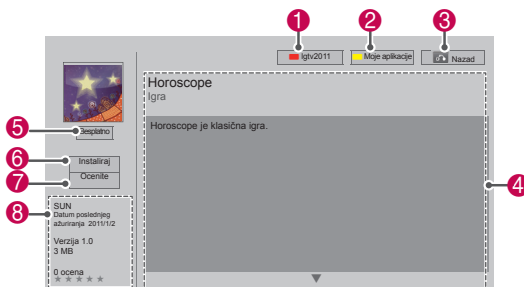 1 2 3
lgtv2011 Moje aplikacije Nazad
Horoscope
Igra
Horoscope je klasična igra.
5 Besplatno
6 Instaliraj
7 Ocenite
4
8
SUN
Datum poslednjeg
ažuriranja 2011/1/2
Verzija 1.0
3 MB
0 ocena